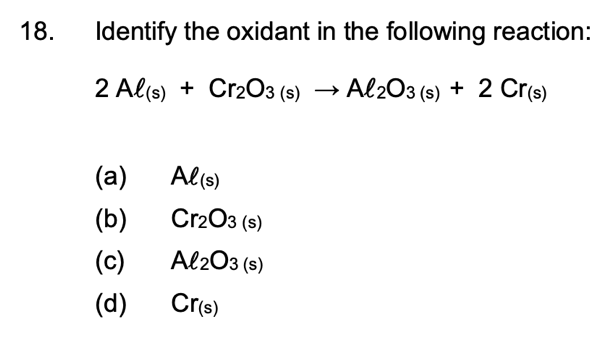 18. Identify the oxidant in the following reaction:
2 Aℓ(s) + Cr2O3 (s) → Aℓ2O3 (s) + 2 Cr(s)
(a) Aℓ(s)
(b) Cr2O3 (s)
(c) Aℓ2O3 (s)
(d) Cr(s)